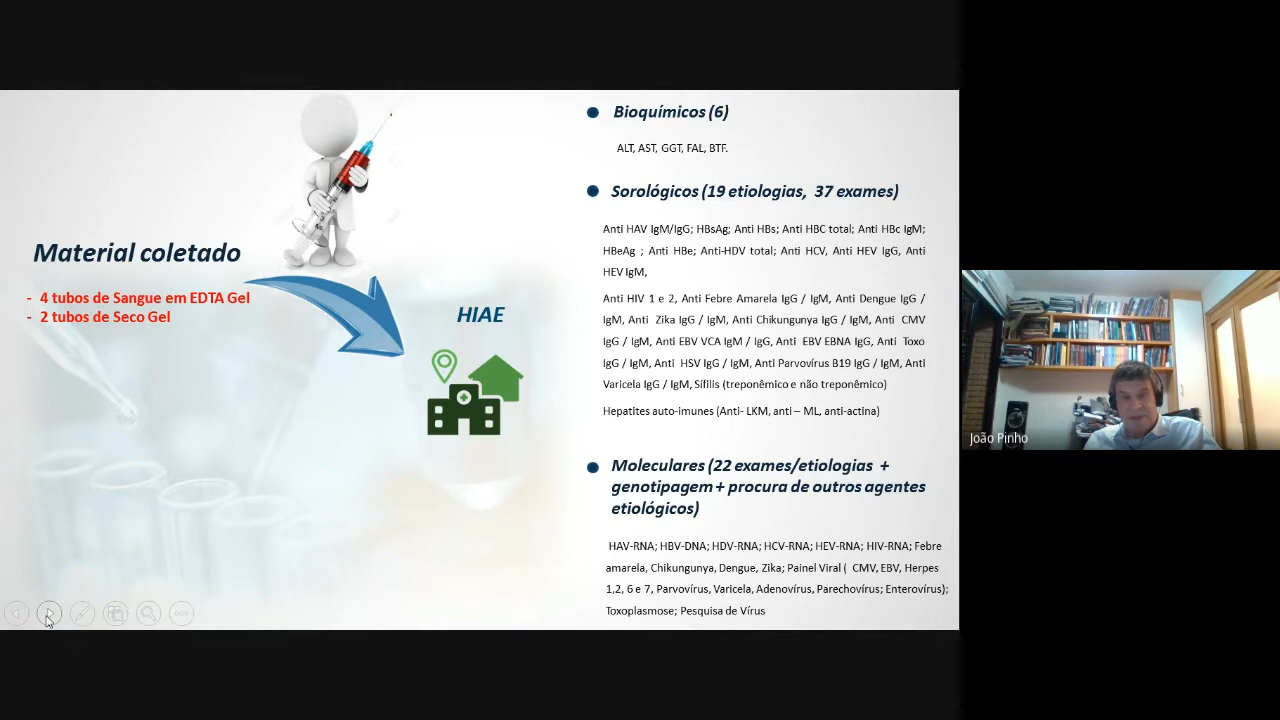 Material coletado
- 4 tubos de Sangue em EDTA Gel
- 2 tubos de Seco Gel
HIAE
Bioquímicos (6)
ALT, AST, GGT, FAL, BTF.
Sorológicos (19 etiologias, 37 exames)
Anti HAV IgM/IgG; HBsAg; Anti HBs; Anti HBC total; Anti HBc IgM;
HBeAg ; Anti HBe; Anti-HDV total; Anti HCV, Anti HEV IgG, Anti
HEV IgM,
Anti HIV 1 e 2, Anti Febre Amarela IgG / IgM, Anti Dengue IgG /
IgM, Anti Zika IgG / IgM, Anti Chikungunya IgG / IgM, Anti CMV
IgG / IgM, Anti EBV VCA IgM / IgG, Anti EBV EBNA IgG, Anti Toxo
IgG / IgM, Anti HSV IgG / IgM, Anti Parvovírus B19 IgG / IgM, Anti
Varicela IgG / IgM, Sífilis (treponêmico e não treponêmico)
Hepatites auto-imunes (Anti- LKM, anti – ML, anti-actina)
Moleculares (22 exames/etiologias +
genotipagem + procura de outros agentes
etiológicos)
HAV-RNA; HBV-DNA; HDV-RNA; HCV-RNA; HEV-RNA; HIV-RNA; Febre
amarela, Chikungunya, Dengue, Zika; Painel Viral ( CMV, EBV, Herpes
1,2, 6 e 7, Parvovírus, Varicela, Adenovírus, Parechovírus; Enterovírus);
Toxoplasmose; Pesquisa de Vírus
João Pinho